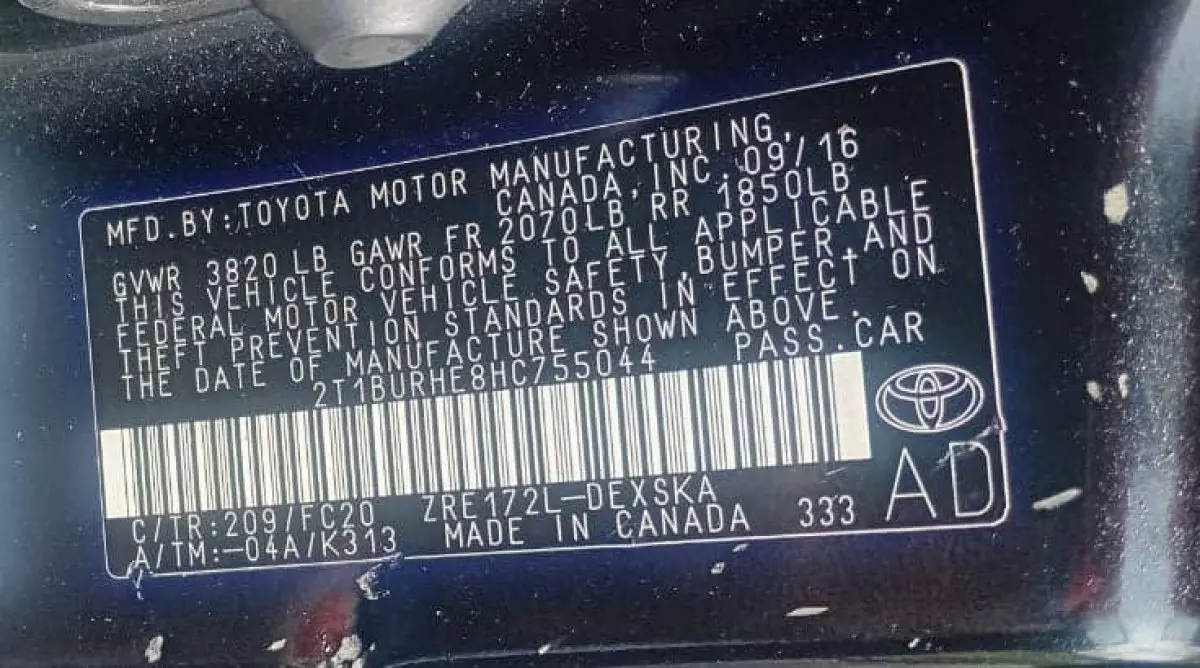 MFD.BY:TOYOTA MOTOR MANUFACTURING,
CANADA,INC.09/16
GVWR 3820 LB GAWR FR 2070LB RR 1850LB
THIS VEHICLE CONFORMS TO ALL APPLICABLE
FEDERAL MOTOR VEHICLE SAFETY,BUMPER,AND
THEFT PREVENTION STANDARDS IN EFFECT ON
THE DATE OF MANUFACTURE SHOWN ABOVE.
2T1BURHE8HC755044 PASS.CAR
C/TR:209/FC20 ZRE172L-DEXSKA
A/TM:-04A/K313 MADE IN CANADA 333 AD